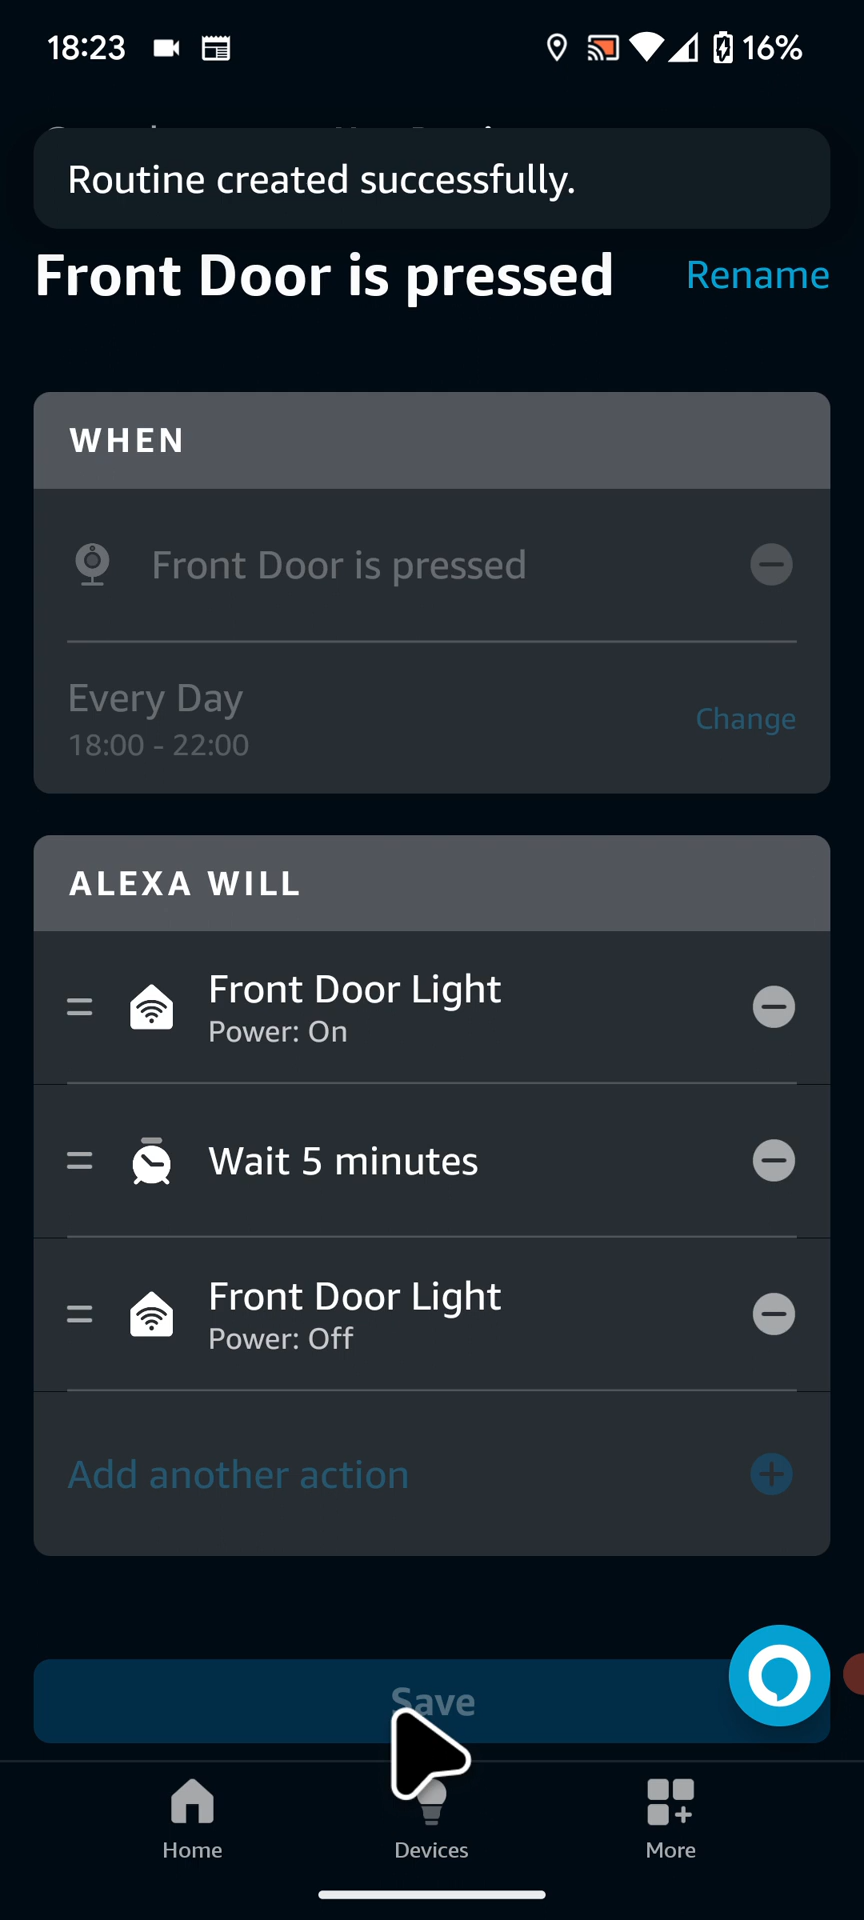 18:23
16%
Routine created successfully.
Front Door is pressed
Rename
WHEN
Front Door is pressed
Every Day
18:00 - 22:00
Change
ALEXA WILL
Front Door Light
Power: On
Wait 5 minutes
Front Door Light
Power: Off
Add another action
Save
Home
Devices
More